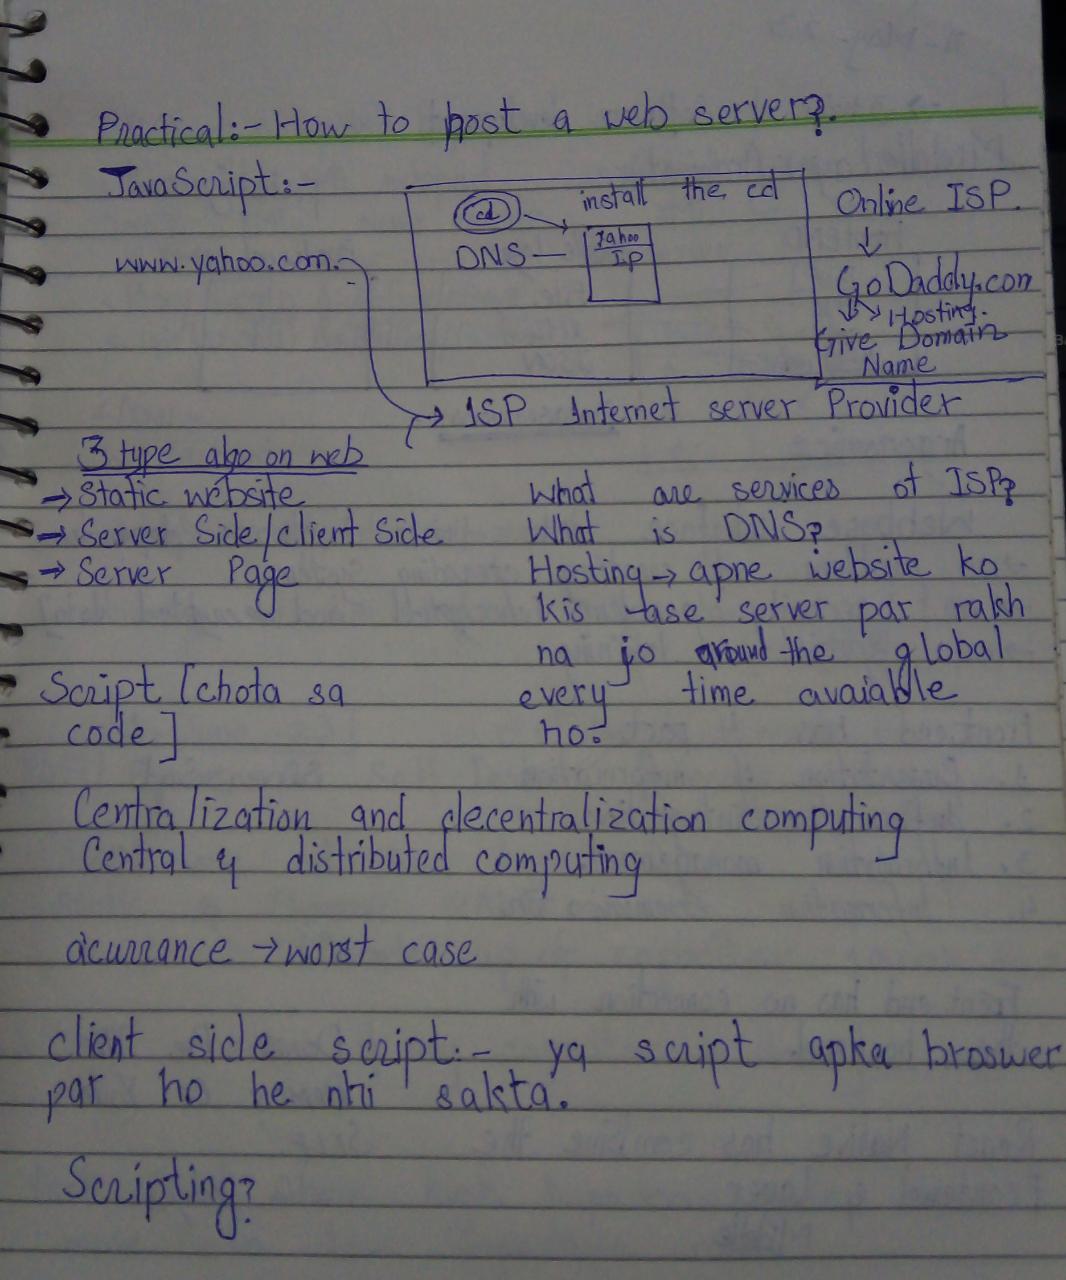 Practical:- How to host a web server?
JavaScript:-
www.yahoo.com.
cd
install the cd
DNS—
Yahoo
IP
Online ISP.
↓
GoDaddy.com
Hosting.
Give Domain
Name
→ ISP Internet server Provider
3 type algo on web
→ Static website
→ Server Side/client Side
→ Server Page
What are services of ISP?
What is DNS?
Hosting → apne website ko
kis tase server par rakh
na jo around the global
every time avaiable
ho.
Script [chota sa
code]
Centralization and decentralization computing
Central & distributed computing
acurrance → worst case
client side script:- ya script apka broswer
par ho he nhi sakta.
Scripting?